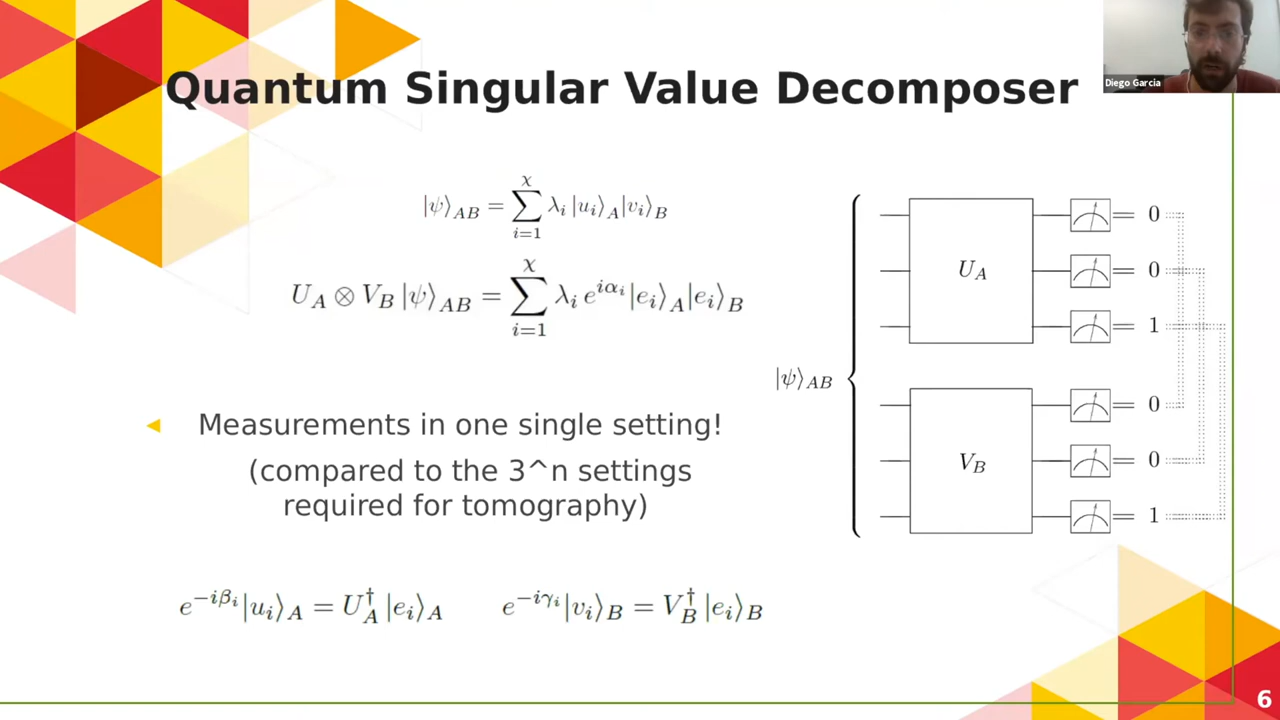 Diego Garcia
Quantum Singular Value Decomposer
|ψ⟩_AB = ∑_{i=1}^{χ} λ_i |u_i⟩_A |v_i⟩_B
U_A ⊗ V_B |ψ⟩_AB = ∑_{i=1}^{χ} λ_i e^{iα_i} |e_i⟩_A |e_i⟩_B
Measurements in one single setting!
(compared to the 3^n settings
required for tomography)
e^{-iβ_i} |u_i⟩_A = U_A^† |e_i⟩_A
e^{-iγ_i} |v_i⟩_B = V_B^† |e_i⟩_B
|ψ⟩_AB
U_A
0
0
1
V_B
0
0
1
6